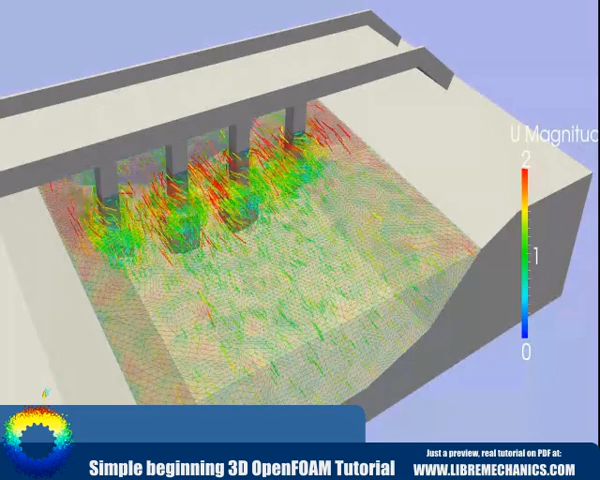 U Magnitud
2
1
0
Just a preview, real tutorial on PDF at:
Simple beginning 3D OpenFOAM Tutorial
WWW.LIBREMECHANICS.COM